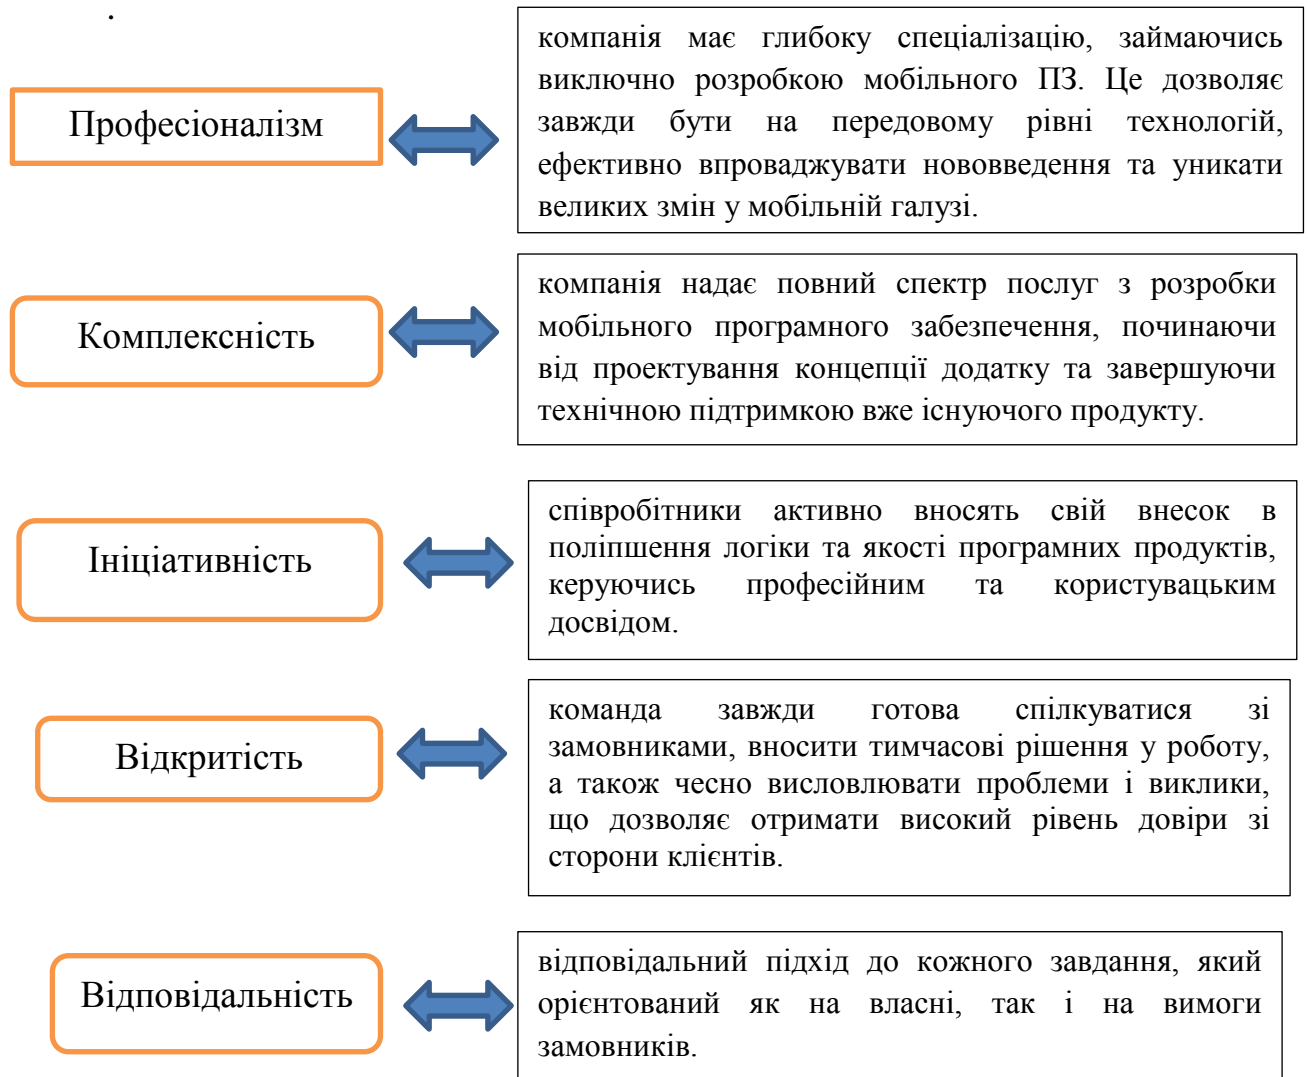 .
Професіоналізм
компанія має глибоку спеціалізацію, займаючись
виключно розробкою мобільного ПЗ. Це дозволяє
завжди бути на передовому рівні технологій,
ефективно впроваджувати нововведення та уникати
великих змін у мобільній галузі.
Комплексність
компанія надає повний спектр послуг з розробки
мобільного програмного забезпечення, починаючи
від проектування концепції додатку та завершуючи
технічною підтримкою вже існуючого продукту.
Ініціативність
співробітники активно вносять свій внесок в
поліпшення логіки та якості програмних продуктів,
керуючись професійним та користувацьким
досвідом.
Відкритість
команда завжди готова спілкуватися зі
замовниками, вносити тимчасові рішення у роботу,
а також чесно висловлювати проблеми і виклики,
що дозволяє отримати високий рівень довіри зі
сторони клієнтів.
Відповідальність
відповідальний підхід до кожного завдання, який
орієнтований як на власні, так і на вимоги
замовників.